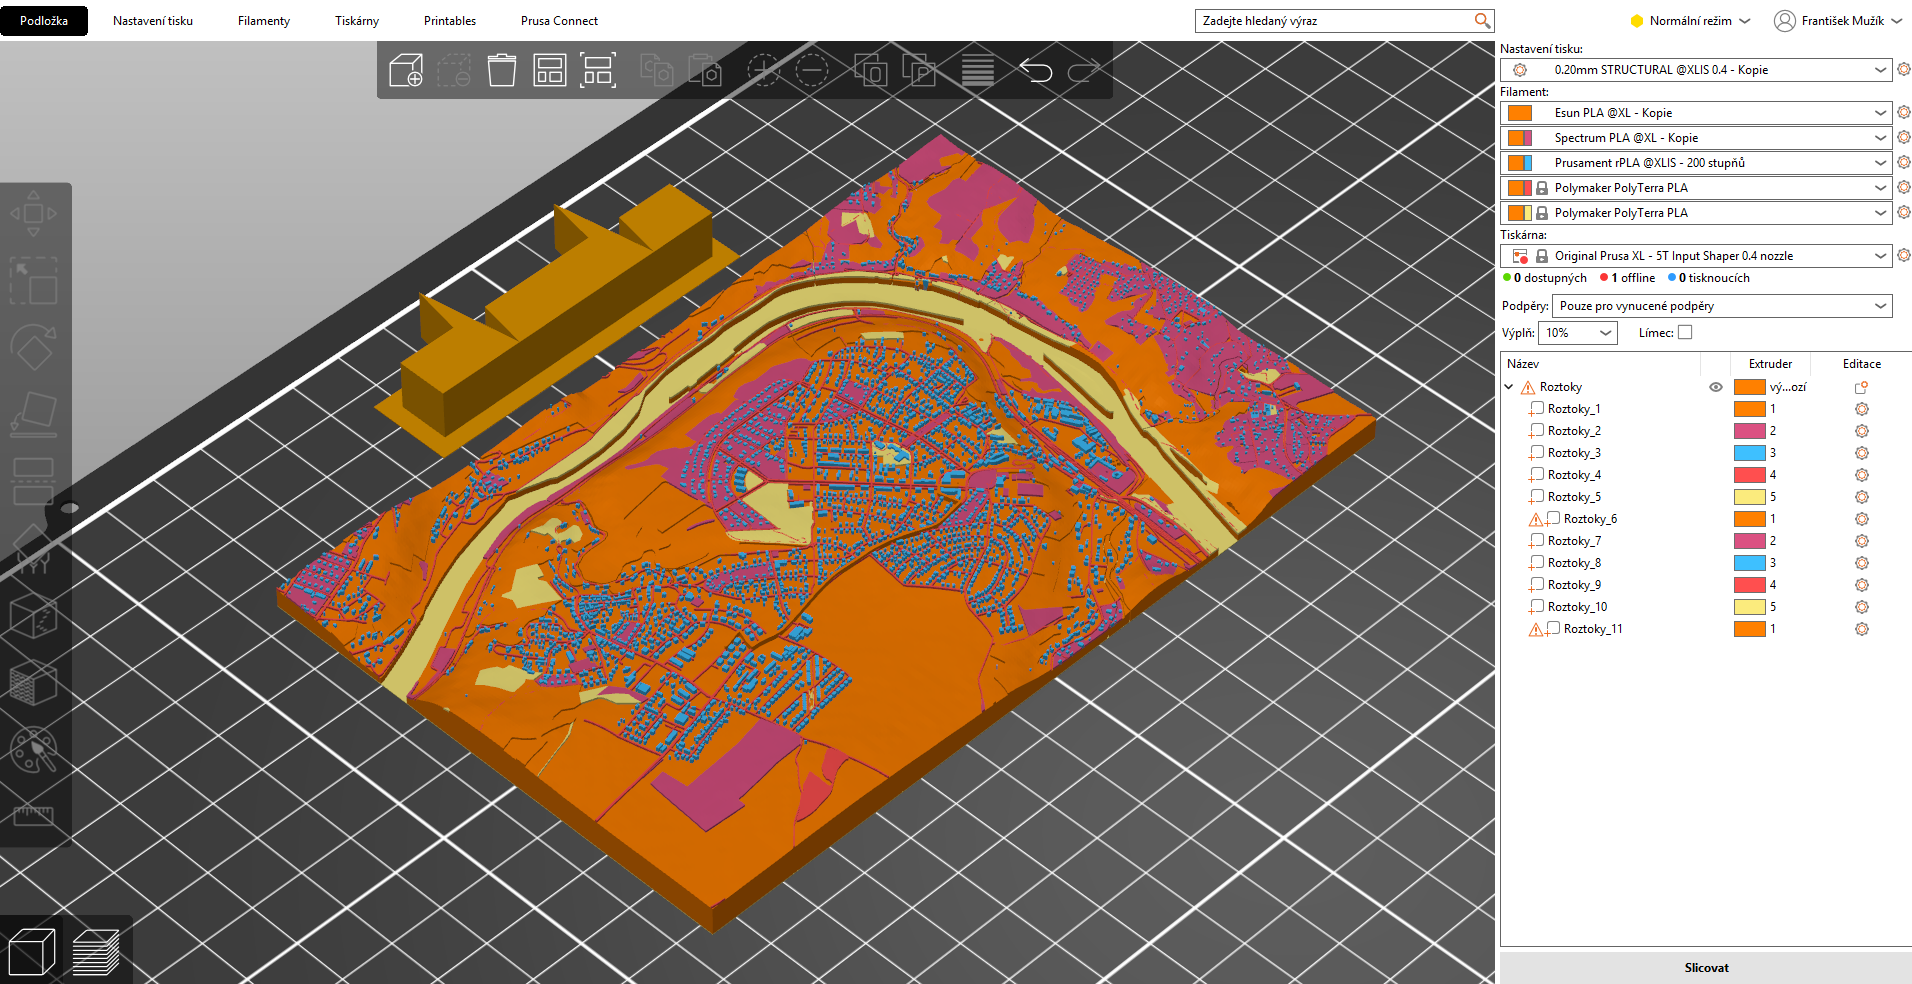 Podložka
Nastavení tisku
Filamenty
Tiskárny
Printables
Prusa Connect
Zadejte hledaný výraz
Normální režim
František Mužík
Nastavení tisku:
0.20mm STRUCTURAL @XLIS 0.4 - Kopie
Filament:
Esun PLA @XL - Kopie
Spectrum PLA @XL - Kopie
Prusament rPLA @XLIS - 200 stupňů
Polymaker PolyTerra PLA
Polymaker PolyTerra PLA
Tiskárna:
Original Prusa XL - 5T Input Shaper 0.4 nozzle
0 dostupných 1 offline 0 tisknoucích
Podpěry: Pouze pro vynucené podpěry
Výplň: 10% Límec:
Název Extruder Editace
Roztoky vý...ozí
Roztoky_1 1
Roztoky_2 2
Roztoky_3 3
Roztoky_4 4
Roztoky_5 5
Roztoky_6 1
Roztoky_7 2
Roztoky_8 3
Roztoky_9 4
Roztoky_10 5
Roztoky_11 1
Slicovat